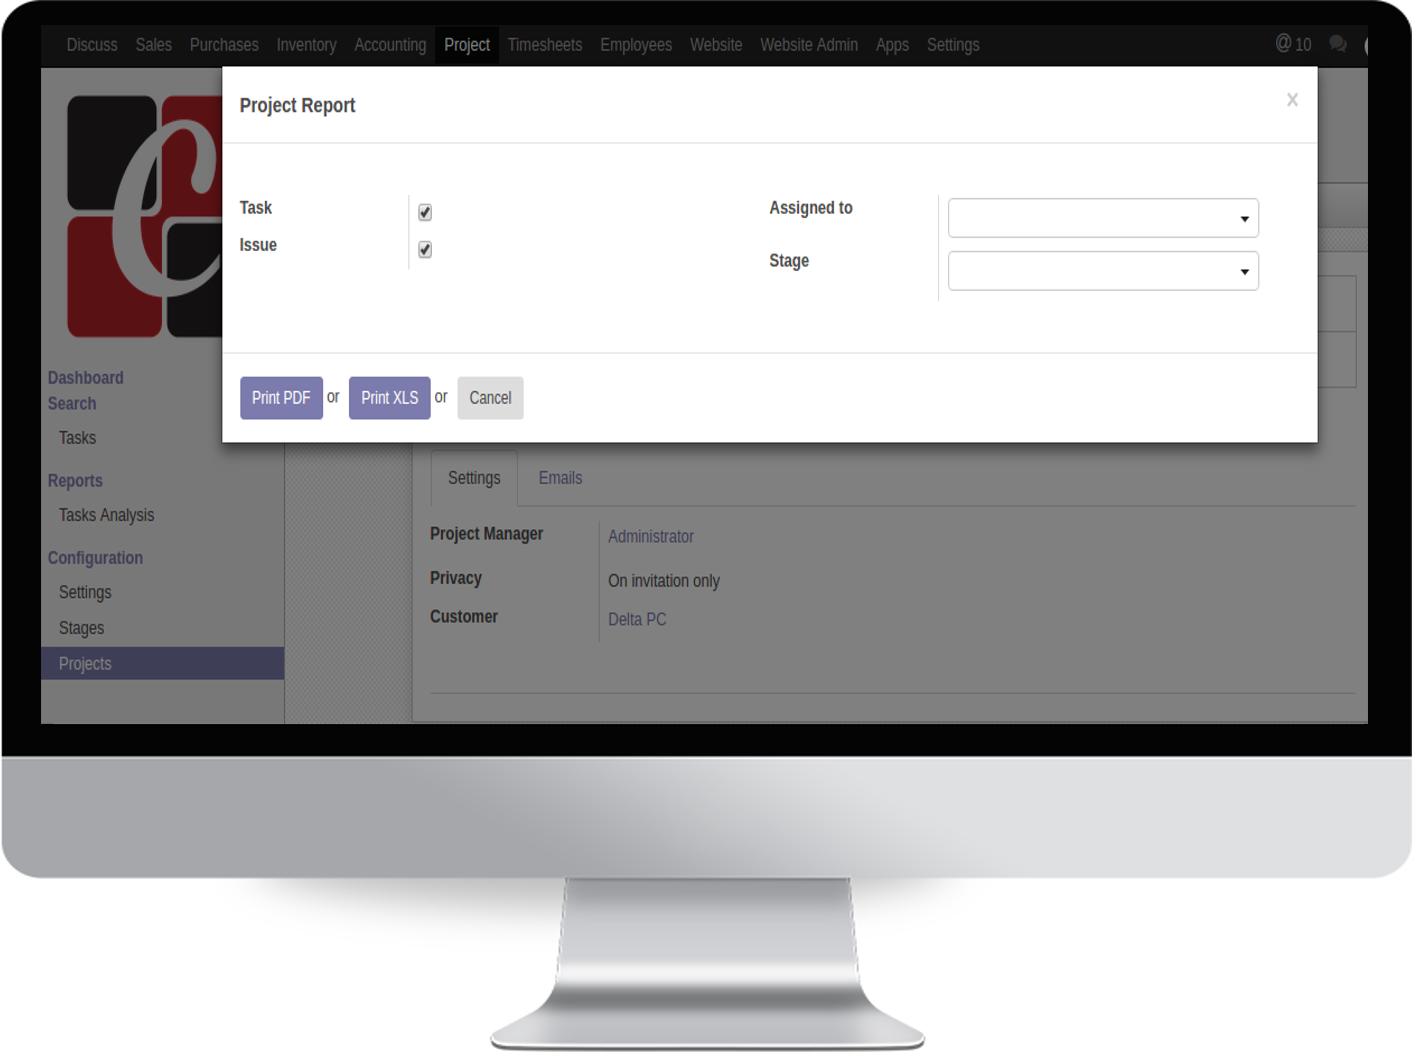 Discuss Sales Purchases Inventory Accounting Project Timesheets Employees Website Website Admin Apps Settings @ 10
Project Report ×
Task
Assigned to
Issue
Stage
Print PDF or Print XLS or Cancel
Dashboard
Search
Tasks
Reports
Tasks Analysis
Configuration
Settings
Stages
Projects
Settings Emails
Project Manager Administrator
Privacy On invitation only
Customer Delta PC